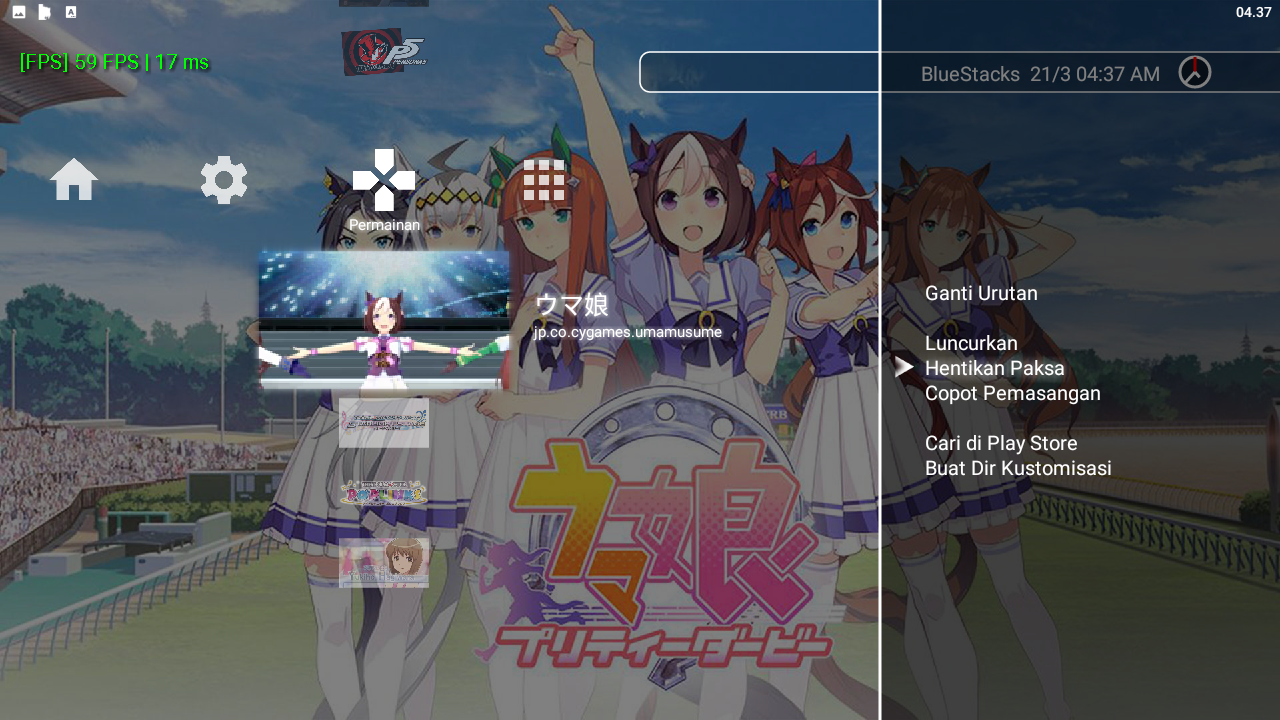 04.37
[FPS] 59 FPS | 17 ms
P5
BlueStacks 21/3 04:37 AM
Permainan
ウマ娘
jp.co.cygames.umamusume
Ganti Urutan
Luncurkan
Hentikan Paksa
Copot Pemasangan
Cari di Play Store
Buat Dir Kustomisasi
ウマ娘
プリティーダービー